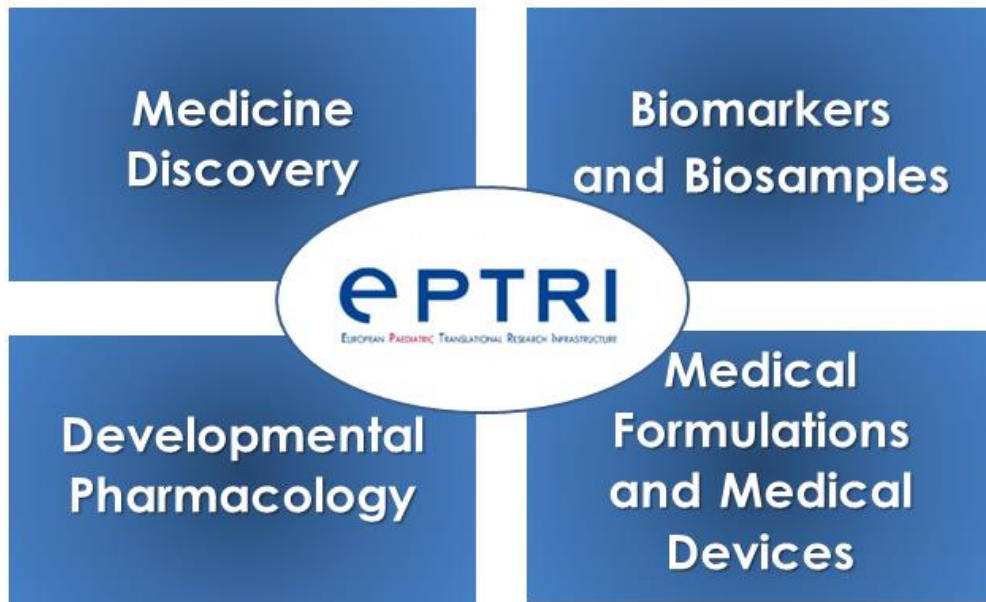 Medicine
Discovery
Biomarkers
and Biosamples
ePTRI
European Paediatric Translational Research Infrastructure
Developmental
Pharmacology
Medical
Formulations
and Medical
Devices